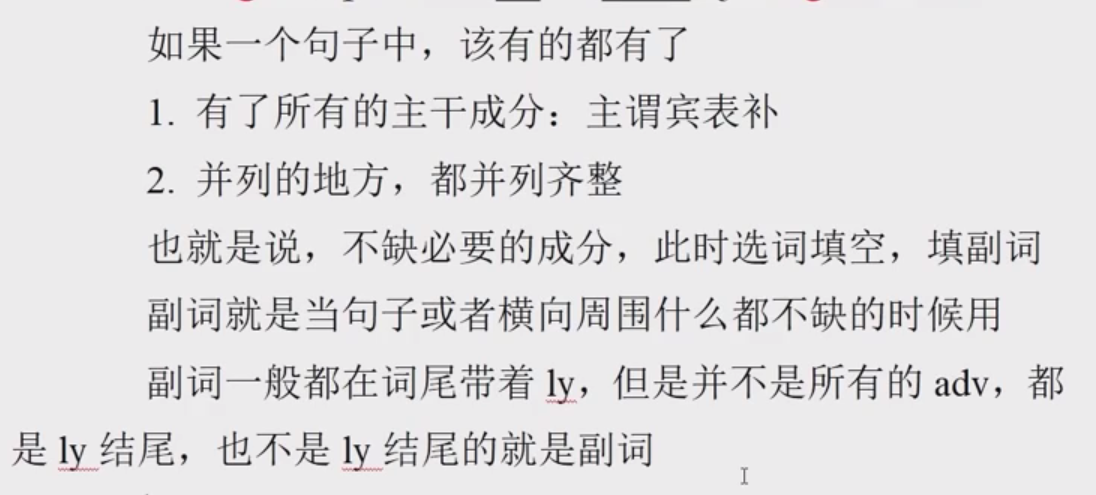 如果一个句子中，该有的都有了
1. 有了所有的主干成分：主谓宾表补
2. 并列的地方，都并列齐整
也就是说，不缺必要的成分，此时选词填空，填副词
副词就是当句子或者横向周围什么都不缺的时候用
副词一般都在词尾带着 ly，但是并不是所有的 adv，都
是 ly 结尾，也不是 ly 结尾的就是副词